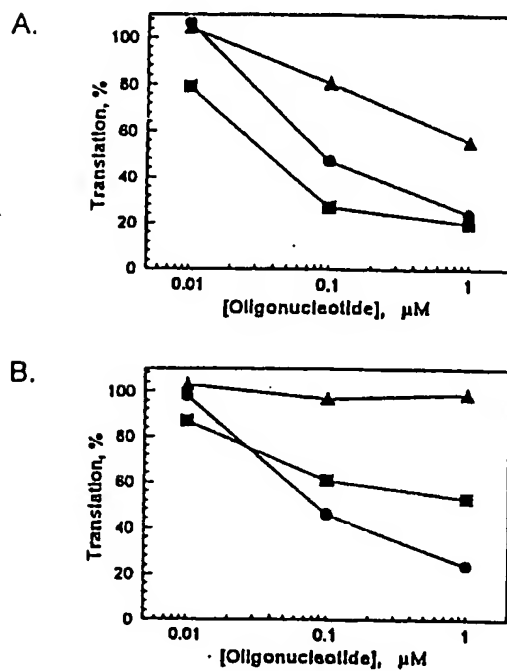 A.
100
80
60
40
20
0
Translation, %
0.01 0.1 1
[Oligonucleotide], µM
B.
100
80
60
40
20
0
Translation, %
0.01 0.1 1
[Oligonucleotide], µM